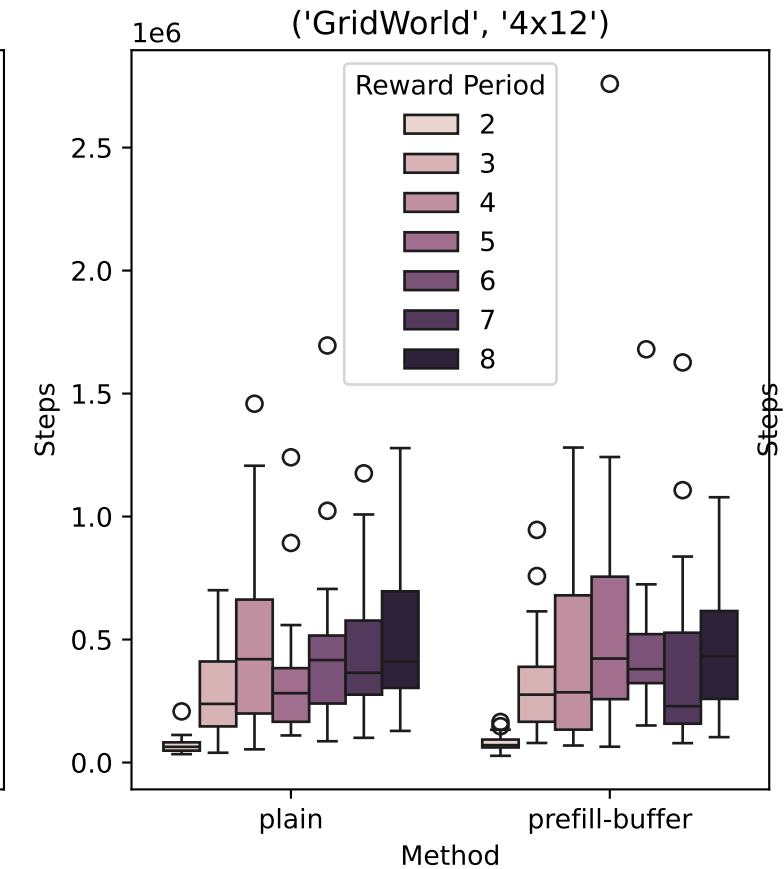 ('GridWorld', '4x12')
1e6
Reward Period
2
3
4
5
6
7
8
2.5
2.0
1.5
1.0
0.5
0.0
Steps
Steps
plain
prefill-buffer
Method